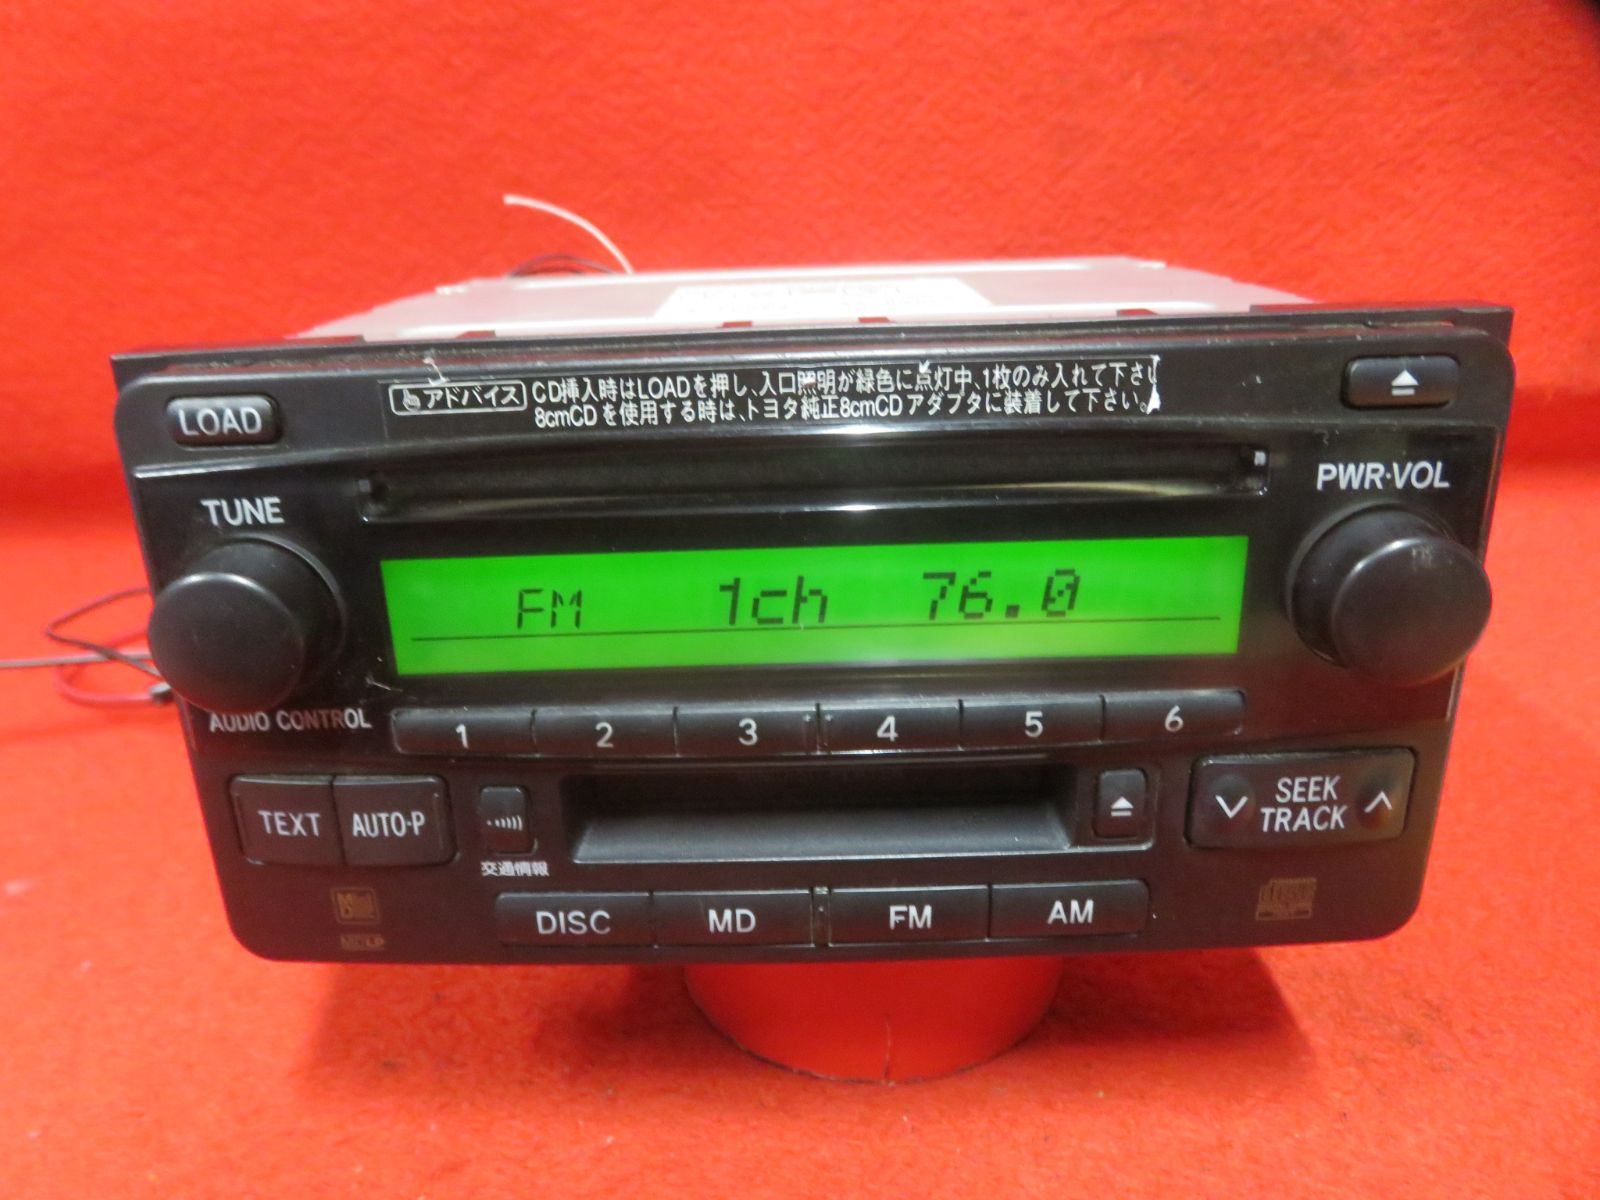 アドバイス CD挿入時はLOADを押し、入口照明が緑色に点灯中、1枚のみ入れて下さい
8cmCDを使用する時は、トヨタ純正8cmCDアダプタに装着して下さい。
LOAD
PWR·VOL
TUNE
FM 1ch 76.0
AUDIO CONTROL
1 2 3 4 5 6
TEXT AUTO·P
SEEK
TRACK
交通情報
DISC MD FM AM
Mini
Disc
MDLP